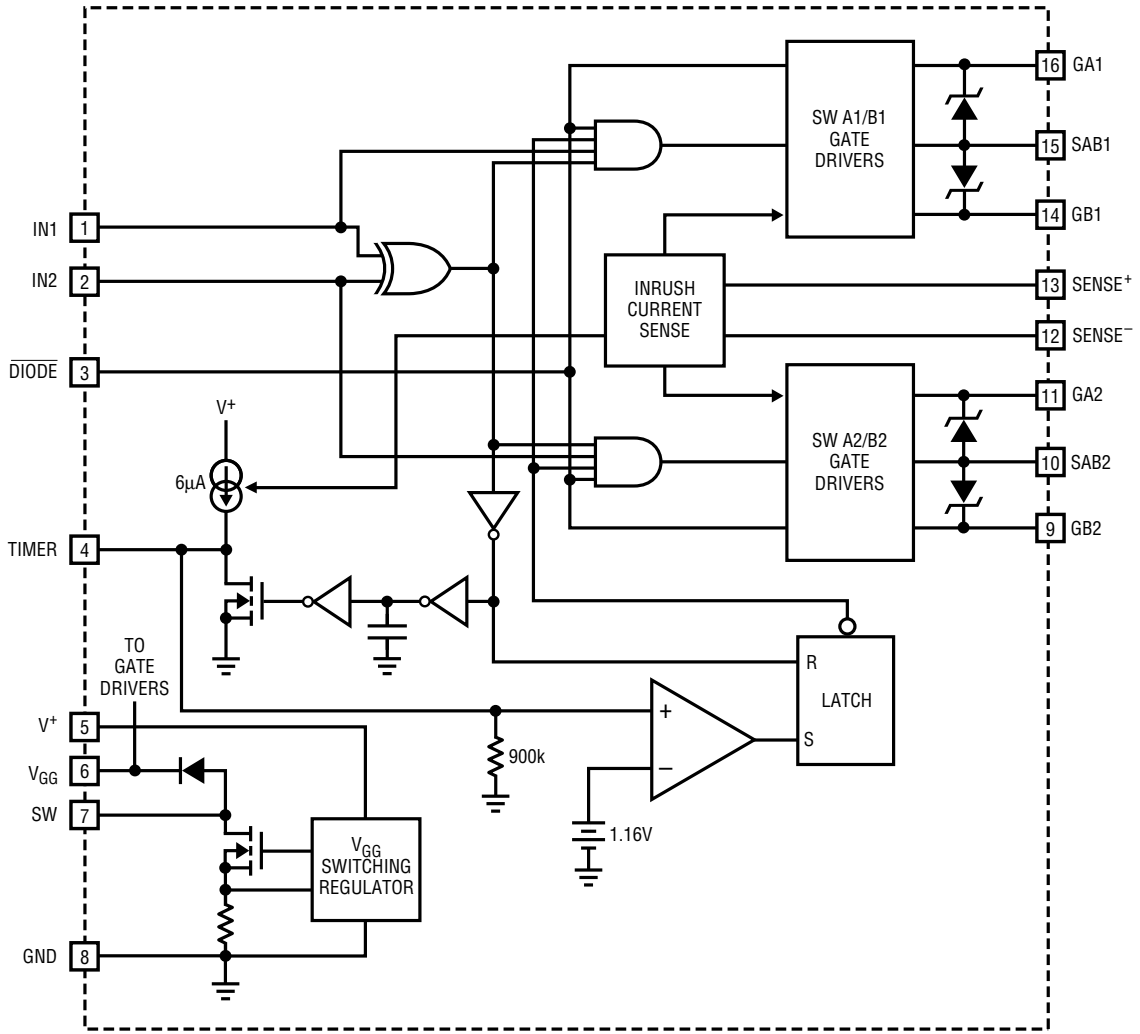 IN1 1
IN2 2
DIODE 3
TIMER 4
V+ 5
VGG 6
SW 7
GND 8
16 GA1
15 SAB1
14 GB1
13 SENSE+
12 SENSE–
11 GA2
10 SAB2
9 GB2
SW A1/B1
GATE
DRIVERS
INRUSH
CURRENT
SENSE
SW A2/B2
GATE
DRIVERS
V+
6µA
TO
GATE
DRIVERS
VGG
SWITCHING
REGULATOR
900k
+
–
1.16V
R
LATCH
S